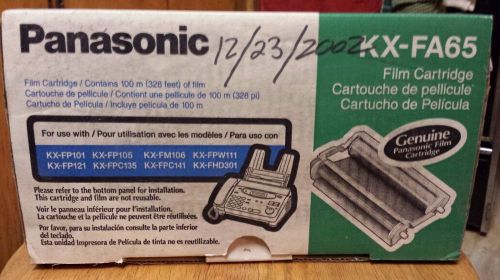 Panasonic
12/23/2002
KX-FA65
Film Cartridge / Contains 100 m (328 feet) of film
Cartouche de pellicule / Contient une pellicule de 100 m (328 pi)
Cartucho de Película / Incluye película de 100 m
Film Cartridge
Cartouche de pellicule
Cartucho de Película
For use with / Pour utilisation avec les modèles / Para uso con
KX-FP101 KX-FP105 KX-FM106 KX-FPW111
KX-FP121 KX-FPC135 KX-FPC141 KX-FHD301
Genuine
Panasonic Film
Cartridge
Please refer to the bottom panel for installation.
This cartridge and film are not reusable.
Voir le panneau inférieur pour l'installation.
La cartouche et la pellicule ne peuvent être réutilisées.
Por favor, para su instalación consulte la parte inferior
del teclado.
Esta unidad Impresora de Película de tinta no es reutilizable.